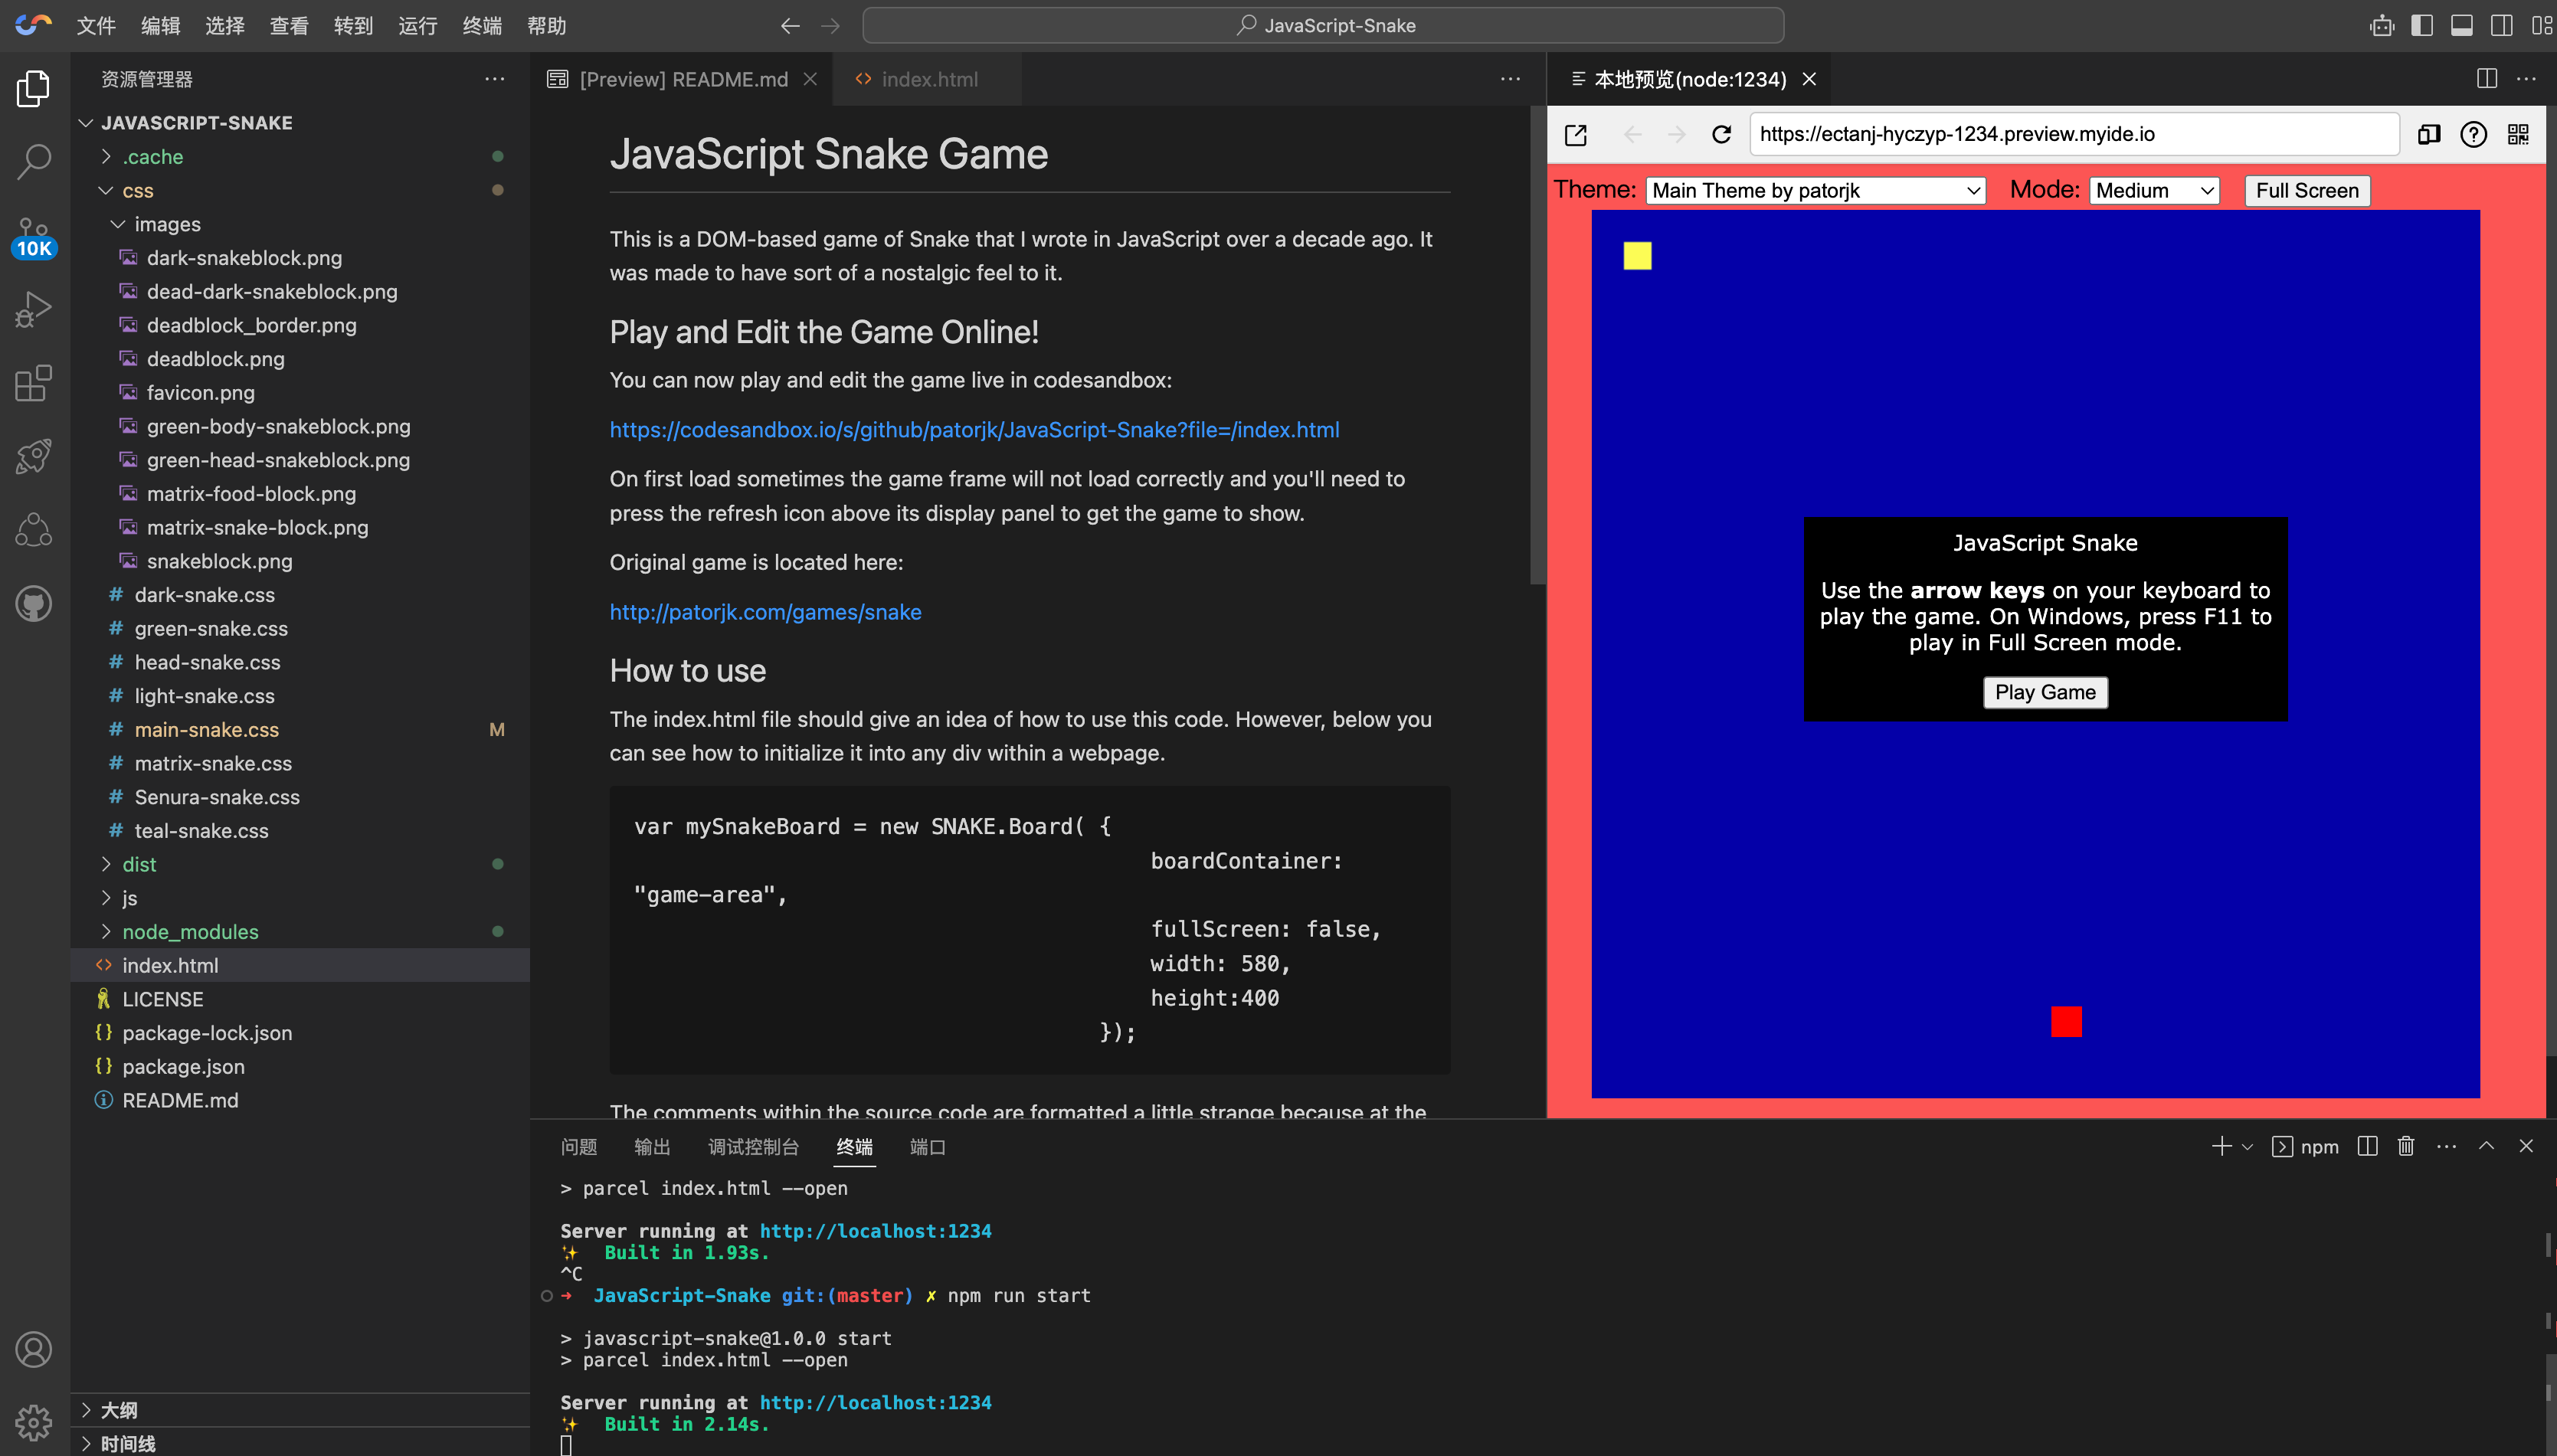 文件 编辑 选择 查看 转到 运行 终端 帮助
JavaScript-Snake
资源管理器
JAVASCRIPT-SNAKE
.cache
css
images
dark-snakeblock.png
dead-dark-snakeblock.png
deadblock_border.png
deadblock.png
favicon.png
green-body-snakeblock.png
green-head-snakeblock.png
matrix-food-block.png
matrix-snake-block.png
snakeblock.png
dark-snake.css
green-snake.css
head-snake.css
light-snake.css
main-snake.css M
matrix-snake.css
Senura-snake.css
teal-snake.css
dist
js
node_modules
index.html
LICENSE
package-lock.json
package.json
README.md
大纲
时间线
10K
[Preview] README.md
index.html
JavaScript Snake Game
This is a DOM-based game of Snake that I wrote in JavaScript over a decade ago. It
was made to have sort of a nostalgic feel to it.
Play and Edit the Game Online!
You can now play and edit the game live in codesandbox:
https://codesandbox.io/s/github/patorjk/JavaScript-Snake?file=/index.html
On first load sometimes the game frame will not load correctly and you'll need to
press the refresh icon above its display panel to get the game to show.
Original game is located here:
http://patorjk.com/games/snake
How to use
The index.html file should give an idea of how to use this code. However, below you
can see how to initialize it into any div within a webpage.
var mySnakeBoard = new SNAKE.Board( {
boardContainer:
"game-area",
fullScreen: false,
width: 580,
height:400
});
The comments within the source code are formatted a little strange because at the
本地预览(node:1234)
https://ectanj-hyczyp-1234.preview.myide.io
Theme: Main Theme by patorjk Mode: Medium Full Screen
JavaScript Snake
Use the arrow keys on your keyboard to
play the game. On Windows, press F11 to
play in Full Screen mode.
Play Game
问题 输出 调试控制台 终端 端口
npm
> parcel index.html --open
Server running at http://localhost:1234
✨ Built in 1.93s.
^C
➜ JavaScript-Snake git:(master) ✗ npm run start
> javascript-snake@1.0.0 start
> parcel index.html --open
Server running at http://localhost:1234
✨ Built in 2.14s.